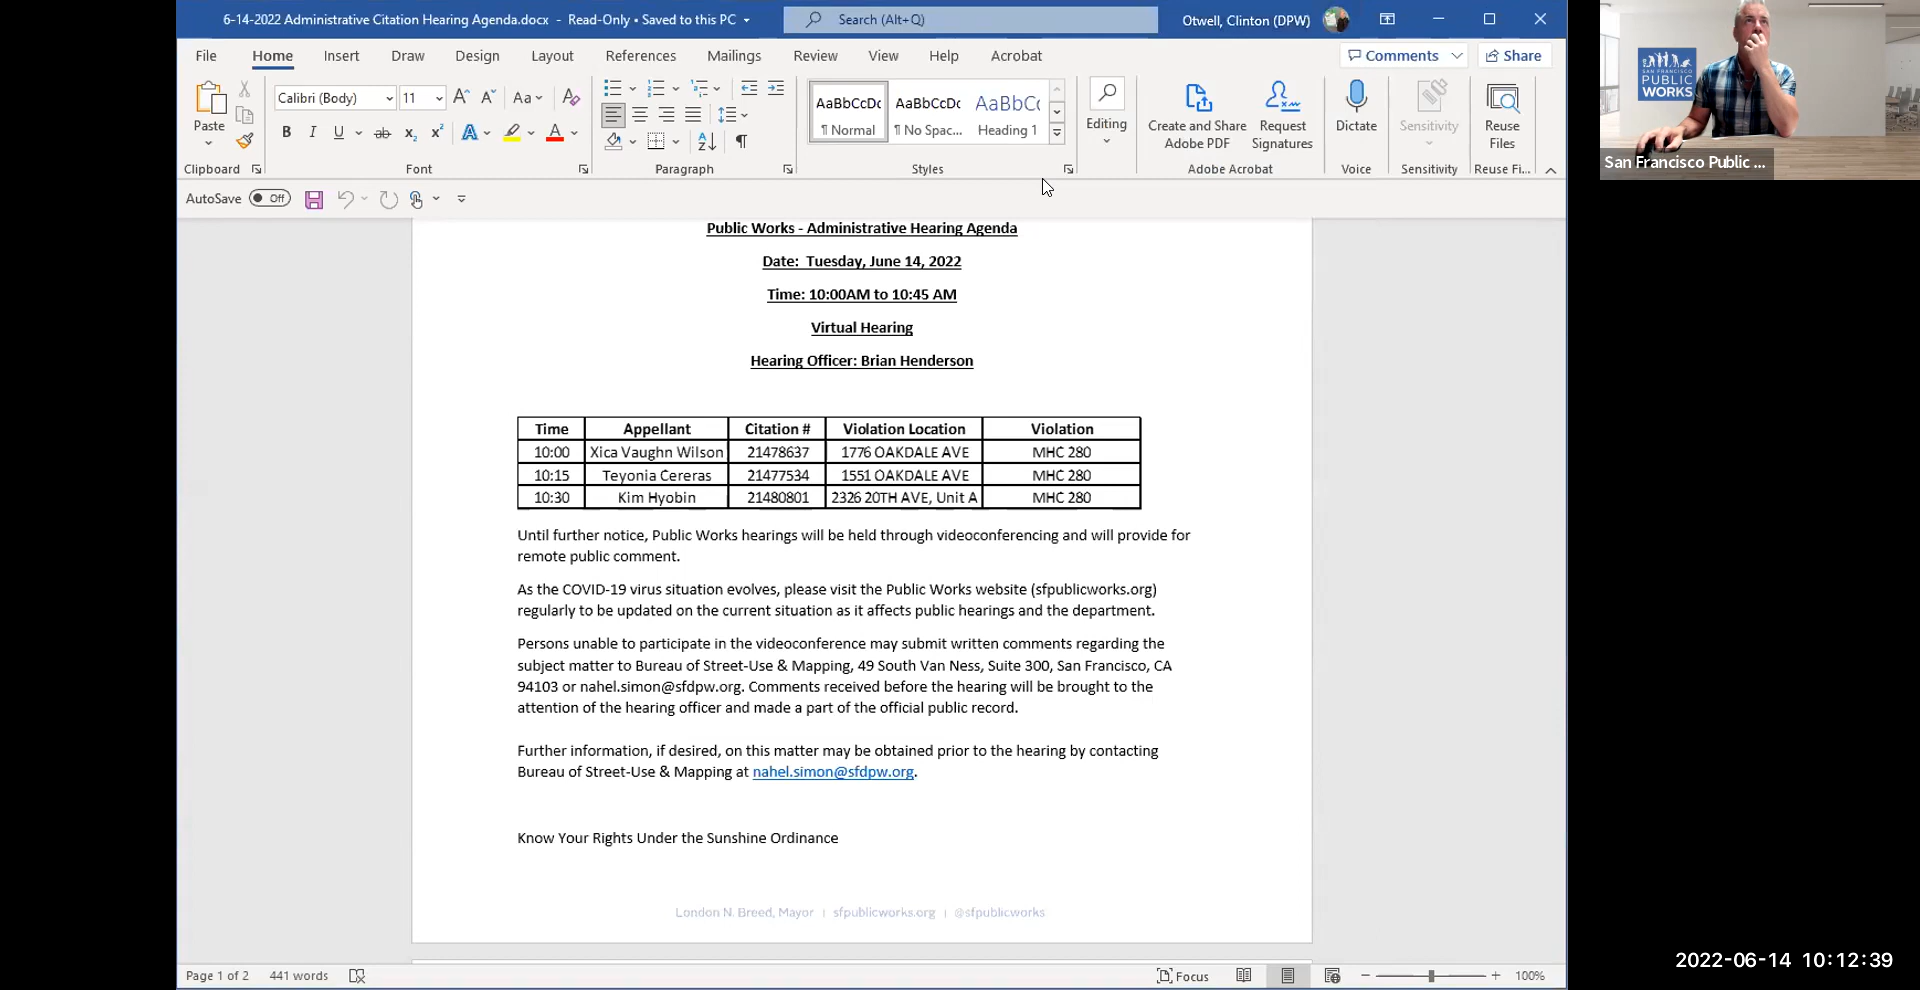 6-14-2022 Administrative Citation Hearing Agenda.docx - Read-Only • Saved to this PC
Search (Alt+Q)
Otwell, Clinton (DPW)
File Home Insert Draw Design Layout References Mailings Review View Help Acrobat
Comments
Share
Paste
Calibri (Body)
11
Aa
AaBbCcDc
AaBbCcDc
AaBbCc
¶ Normal
¶ No Spac...
Heading 1
Editing
Create and Share
Adobe PDF
Request
Signatures
Dictate
Sensitivity
Reuse
Files
Clipboard
Font
Paragraph
Styles
Adobe Acrobat
Voice
Sensitivity
Reuse Fi...
AutoSave Off
Public Works - Administrative Hearing Agenda
Date: Tuesday, June 14, 2022
Time: 10:00AM to 10:45 AM
Virtual Hearing
Hearing Officer: Brian Henderson
Time Appellant Citation # Violation Location Violation
10:00 Xica Vaughn Wilson 21478637 1776 OAKDALE AVE MHC 280
10:15 Teyonia Cereras 21477534 1551 OAKDALE AVE MHC 280
10:30 Kim Hyobin 21480801 2326 20TH AVE, Unit A MHC 280
Until further notice, Public Works hearings will be held through videoconferencing and will provide for
remote public comment.
As the COVID-19 virus situation evolves, please visit the Public Works website (sfpublicworks.org)
regularly to be updated on the current situation as it affects public hearings and the department.
Persons unable to participate in the videoconference may submit written comments regarding the
subject matter to Bureau of Street-Use & Mapping, 49 South Van Ness, Suite 300, San Francisco, CA
94103 or nahel.simon@sfdpw.org. Comments received before the hearing will be brought to the
attention of the hearing officer and made a part of the official public record.
Further information, if desired, on this matter may be obtained prior to the hearing by contacting
Bureau of Street-Use & Mapping at nahel.simon@sfdpw.org.
Know Your Rights Under the Sunshine Ordinance
London N. Breed, Mayor | sfpublicworks.org | @sfpublicworks
Page 1 of 2 441 words
Focus
100%
SAN FRANCISCO
PUBLIC
WORKS
San Francisco Public ...
2022-06-14 10:12:39